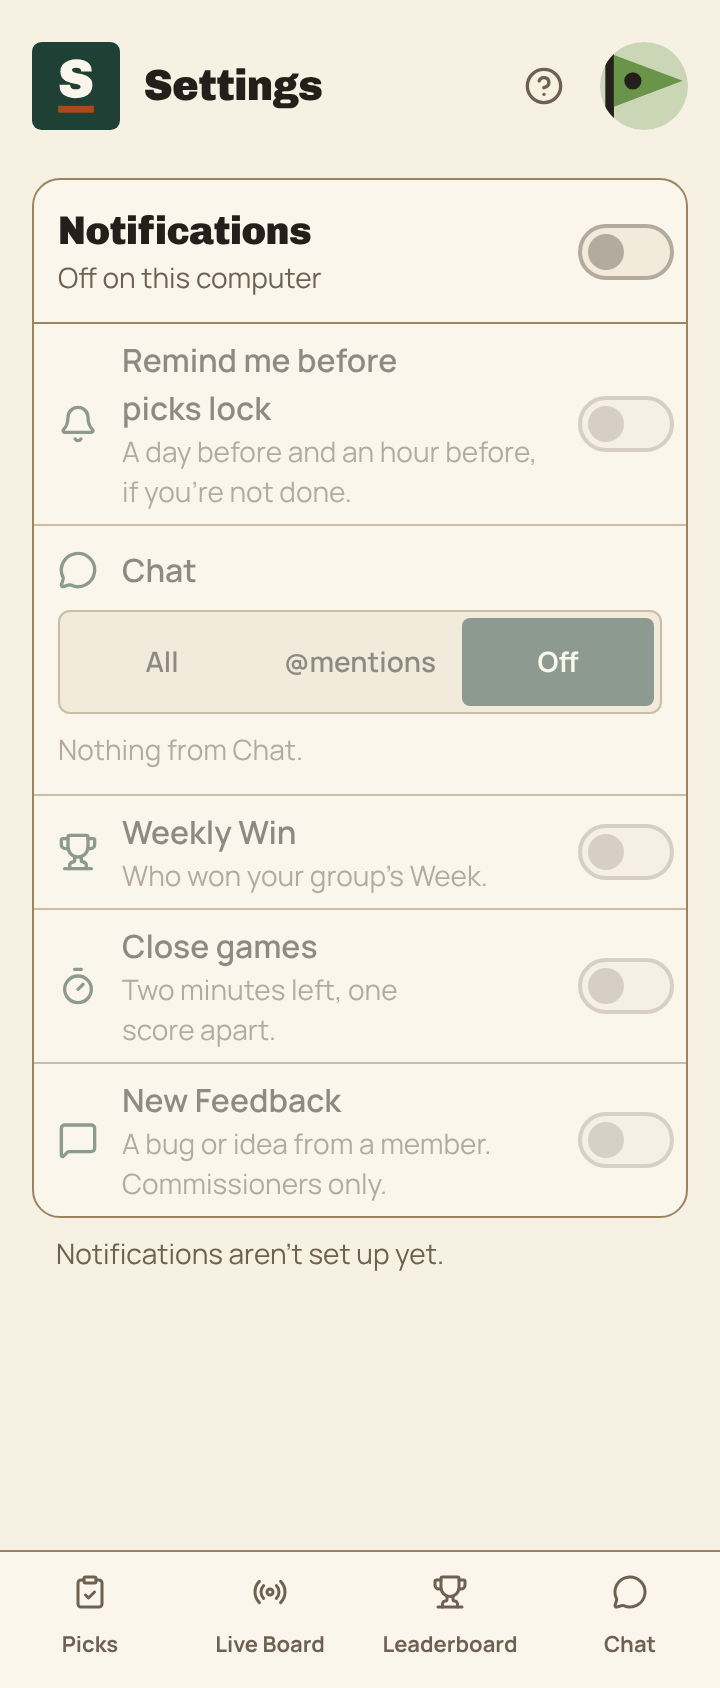 S
Settings
Notifications
Off on this computer
Remind me before
picks lock
A day before and an hour before,
if you’re not done.
Chat
All
@mentions
Off
Nothing from Chat.
Weekly Win
Who won your group’s Week.
Close games
Two minutes left, one
score apart.
New Feedback
A bug or idea from a member.
Commissioners only.
Notifications aren’t set up yet.
Picks
Live Board
Leaderboard
Chat